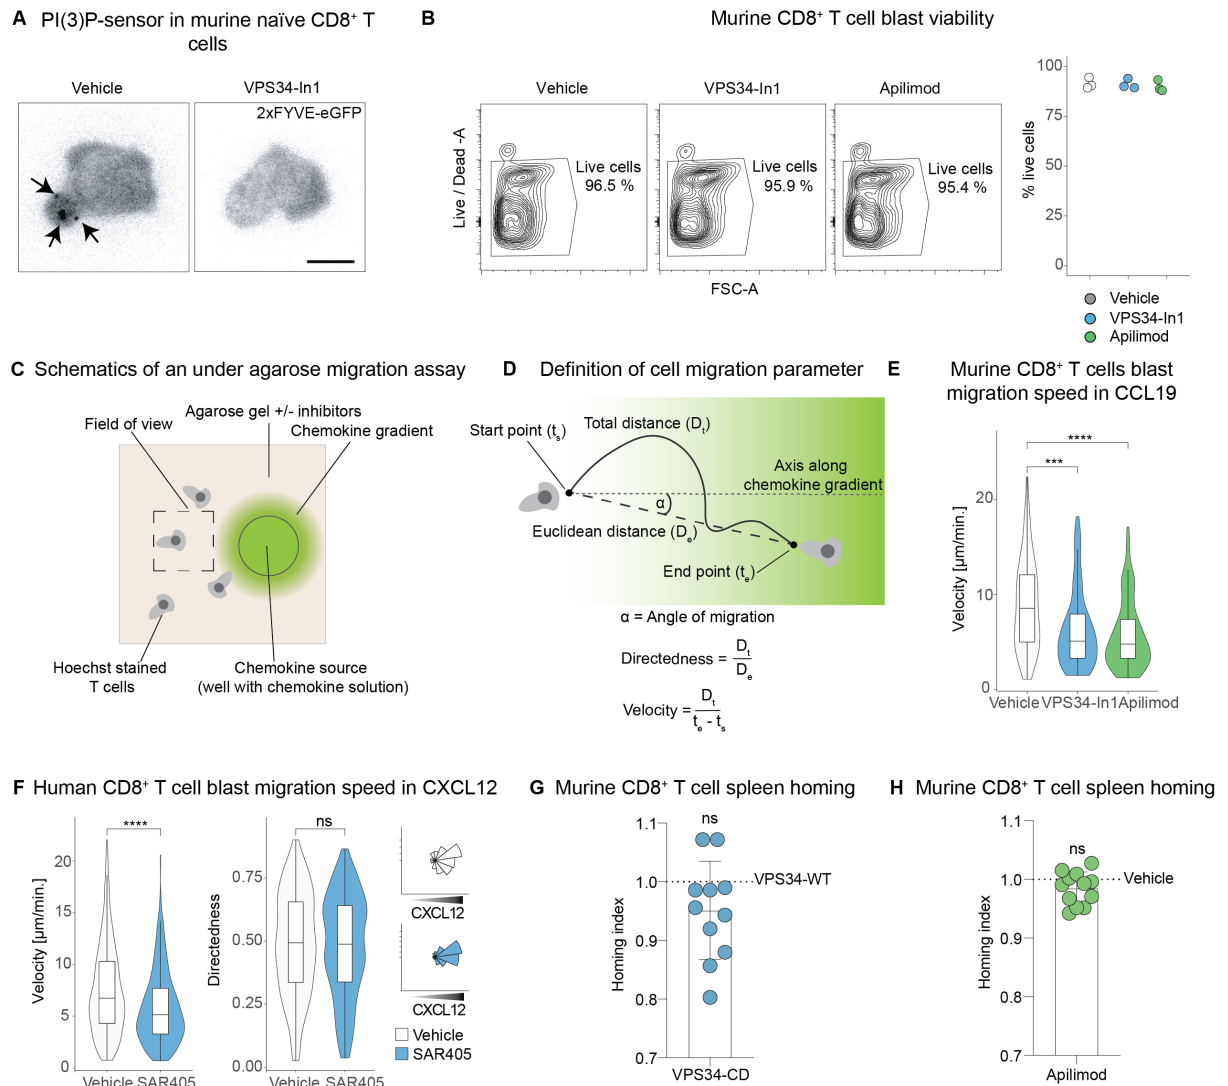 A PI(3)P-sensor in murine naïve CD8⁺ T
cells
Vehicle
VPS34-In1
2xFYVE-eGFP
B Murine CD8⁺ T cell blast viability
Vehicle
VPS34-In1
Apilimod
Live / Dead -A
Live cells
96.5 %
Live cells
95.9 %
Live cells
95.4 %
FSC-A
% live cells
100
75
50
25
0
Vehicle
VPS34-In1
Apilimod
C Schematics of an under agarose migration assay
Agarose gel +/- inhibitors
Field of view
Chemokine gradient
Hoechst stained
T cells
Chemokine source
(well with chemokine solution)
D Definition of cell migration parameter
Start point (tₛ)
Total distance (Dₜ)
Axis along
chemokine gradient
α
Euclidean distance (Dₑ)
End point (tₑ)
α = Angle of migration
Directedness = Dₜ / Dₑ
Velocity = Dₜ / tₑ - tₛ
E Murine CD8⁺ T cells blast
migration speed in CCL19
****
***
Velocity [µm/min.]
20
10
0
Vehicle VPS34-In1 Apilimod
F Human CD8⁺ T cell blast migration speed in CXCL12
****
Velocity [µm/min.]
20
15
10
5
0
Vehicle SAR405
ns
Directedness
0.75
0.50
0.25
0.00
Vehicle SAR405
CXCL12
CXCL12
Vehicle
SAR405
G Murine CD8⁺ T cell spleen homing
ns
Homing index
1.1
1.0
0.9
0.8
0.7
VPS34-WT
VPS34-CD
H Murine CD8⁺ T cell spleen homing
ns
Homing index
1.1
1.0
0.9
0.8
0.7
Vehicle
Apilimod